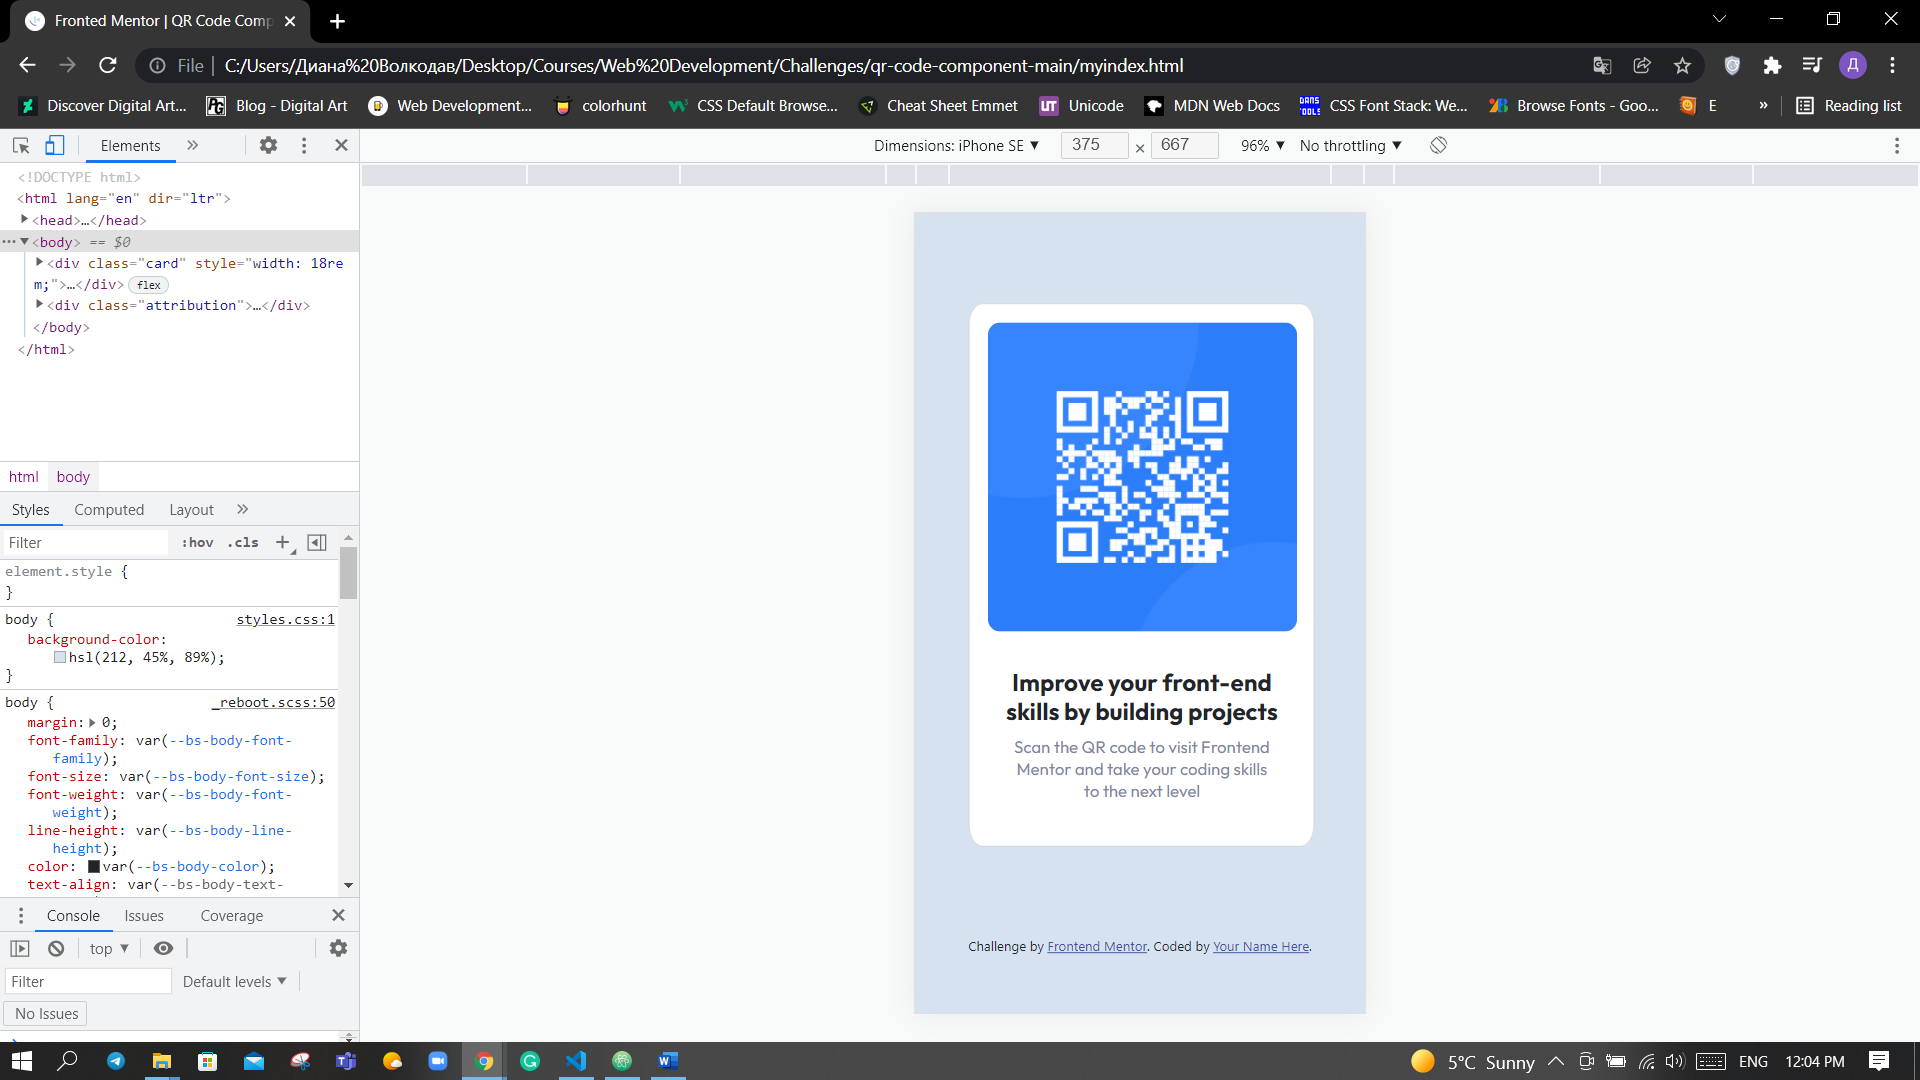 Fronted Mentor | QR Code Comp
File
C:/Users/Диана%20Волкодав/Desktop/Courses/Web%20Development/Challenges/qr-code-component-main/myindex.html
Д
Discover Digital Art... Blog - Digital Art Web Development... colorhunt CSS Default Browse... Cheat Sheet Emmet UT Unicode MDN Web Docs DANS TOOLS CSS Font Stack: We... Browse Fonts - Goo... E » Reading list
Elements »
Dimensions: iPhone SE ▼ 375 × 667 96% ▼ No throttling ▼
<!DOCTYPE html>
<html lang="en" dir="ltr">
<head>…</head>
<body> == $0
<div class="card" style="width: 18re
m;">…</div> flex
<div class="attribution">…</div>
</body>
</html>
html body
Styles Computed Layout »
Filter :hov .cls +
element.style {
}
body { styles.css:1
background-color:
hsl(212, 45%, 89%);
}
body { _reboot.scss:50
margin: 0;
font-family: var(--bs-body-font-
family);
font-size: var(--bs-body-font-size);
font-weight: var(--bs-body-font-
weight);
line-height: var(--bs-body-line-
height);
color: var(--bs-body-color);
text-align: var(--bs-body-text-
Console Issues Coverage
top ▼
Filter Default levels ▼
No Issues
Improve your front-end
skills by building projects
Scan the QR code to visit Frontend
Mentor and take your coding skills
to the next level
Challenge by Frontend Mentor. Coded by Your Name Here.
5°C Sunny ENG 12:04 PM